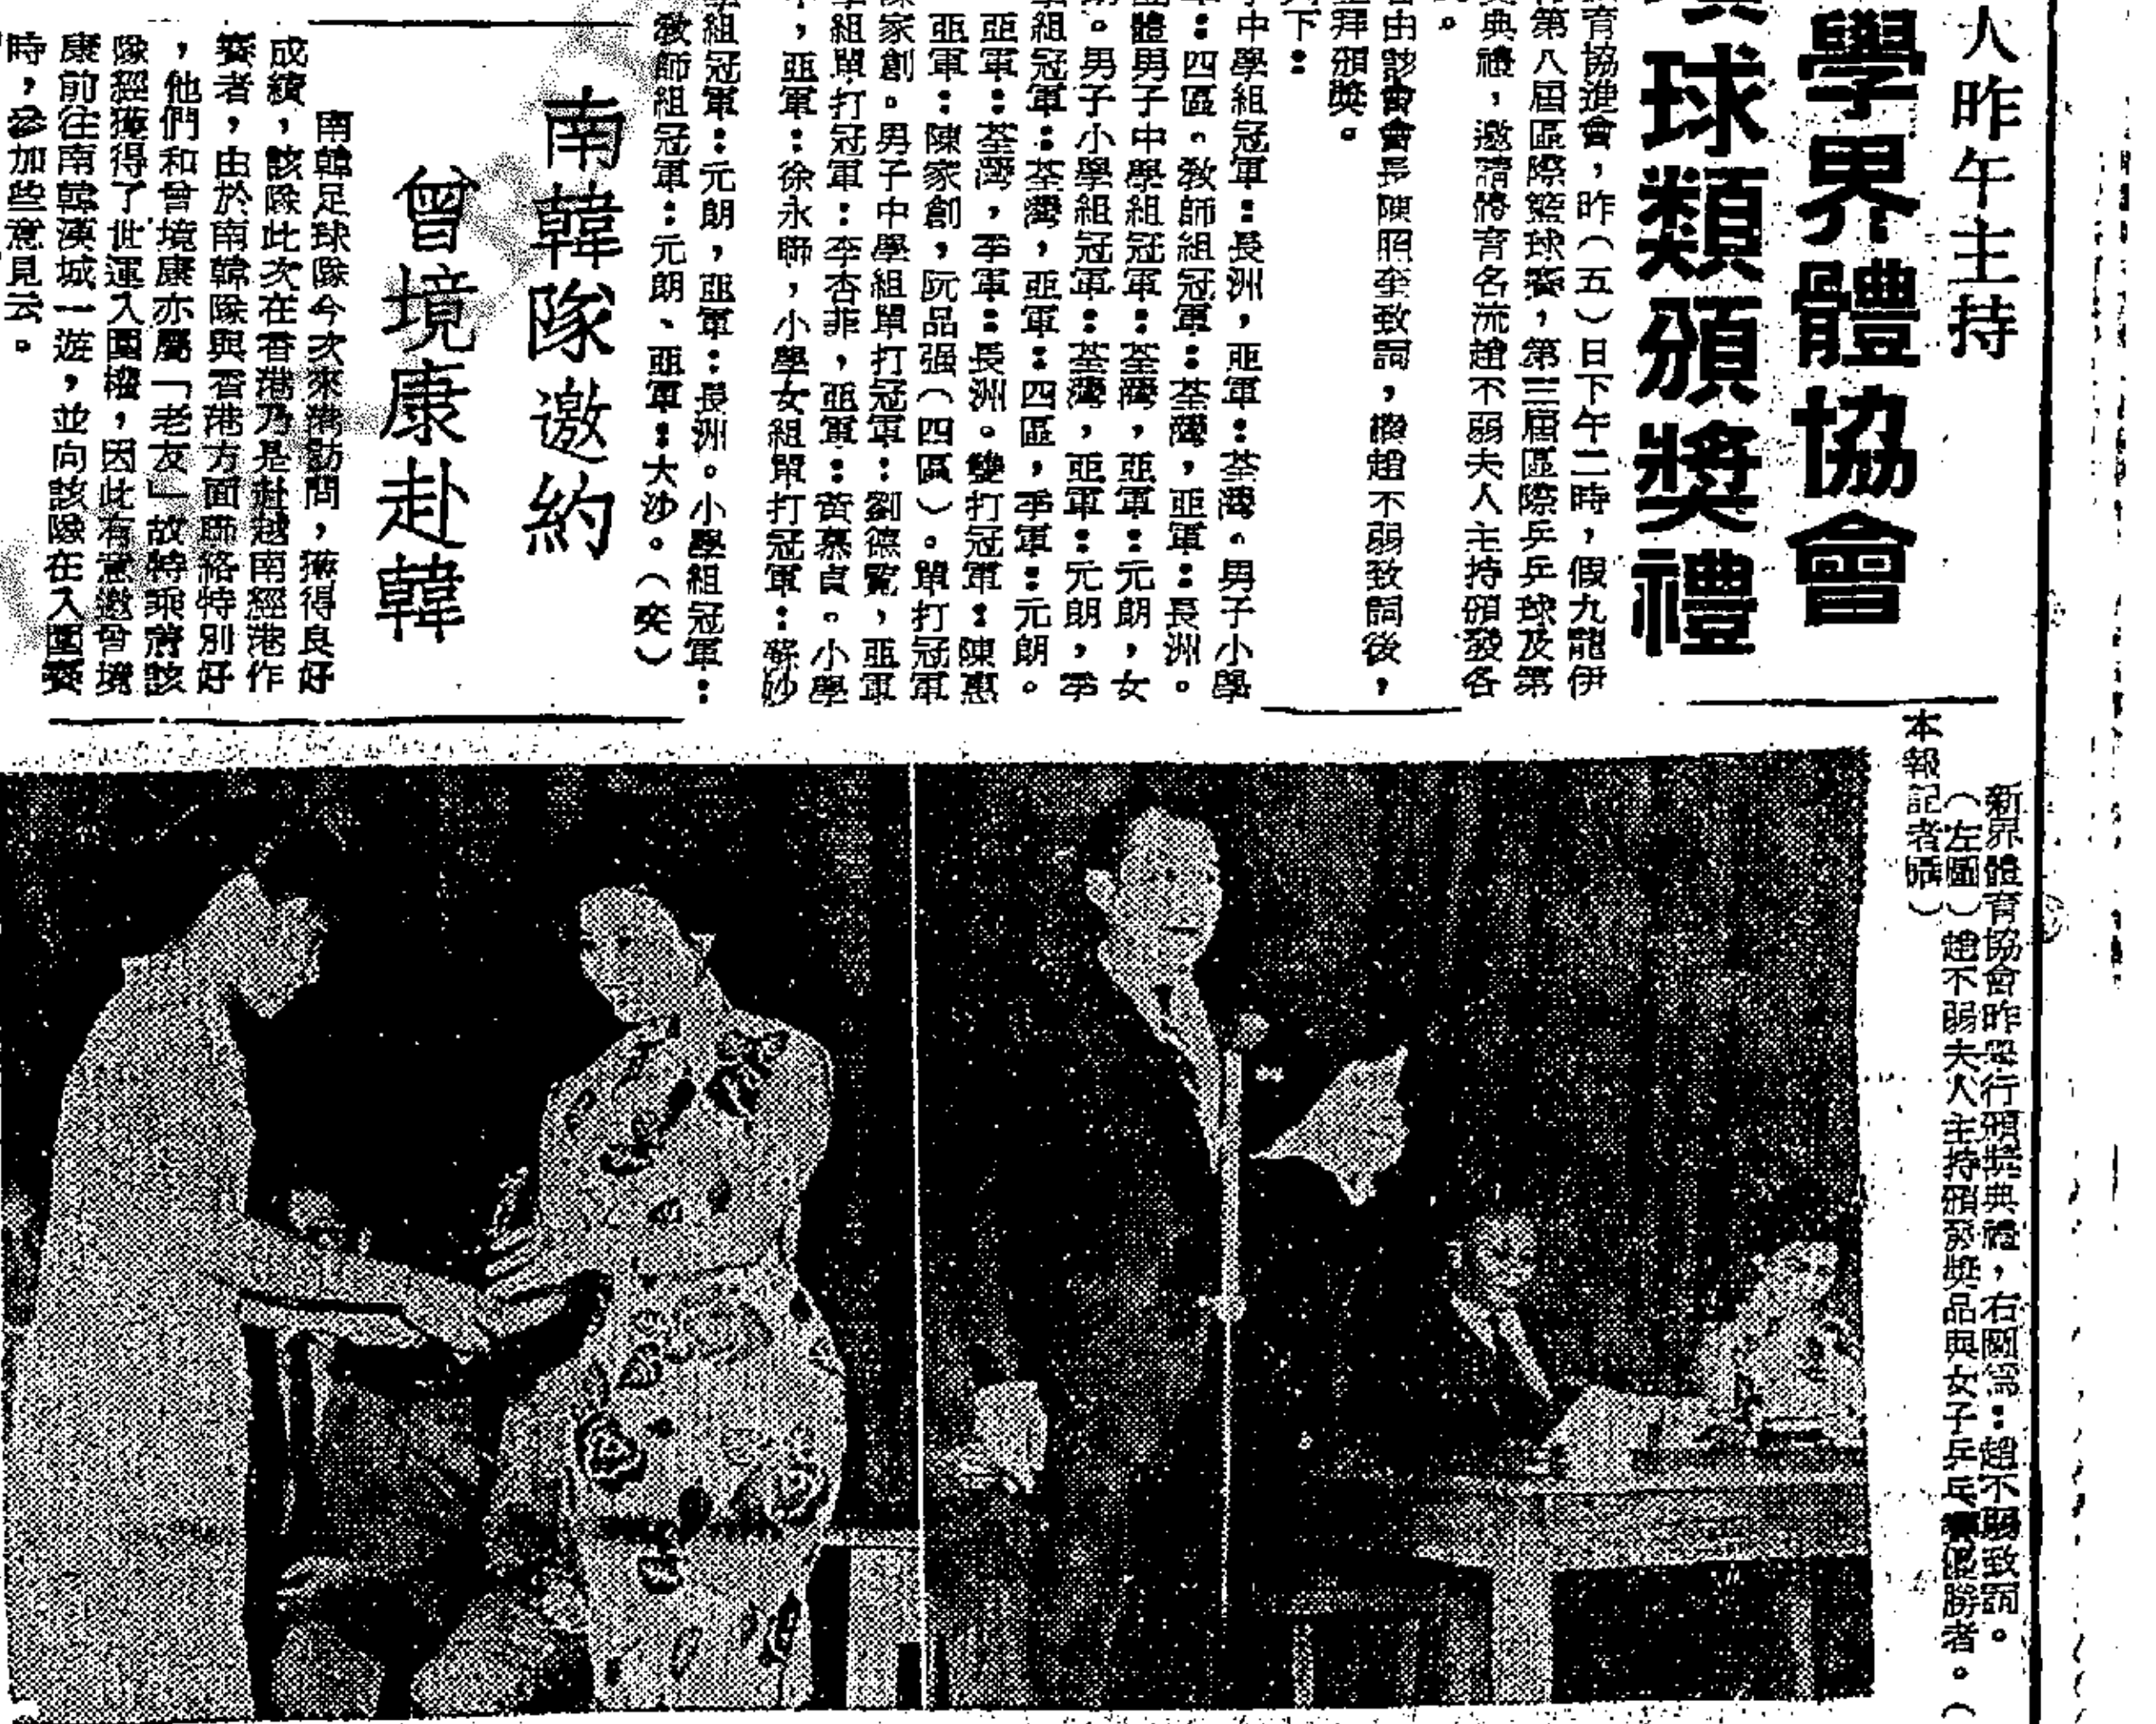 人昨午主持
學界體協會
球類頒獎禮
育協進會，昨（五）日下午二時，假九龍伊
第八屆區際籃球賽，第三屆區際乒乓球及第
典禮，邀請將育名流趙不弱夫人主持頒發各
。
由該會會長陳照奎致詞，繼趙不弱致詞後，
拜頒獎。
下：
中學組冠軍：長洲，亞軍：荃灣。男子小學
：四區。教師組冠軍：荃灣，亞軍：長洲。
體男子中學組冠軍：荃灣，亞軍：元朗，女
。男子小學組冠軍：荃灣，亞軍：元朗，季
組冠軍：荃灣，亞軍：四區，季軍：元朗。
亞軍：荃灣，季軍：長洲。雙打冠軍：陳惠
亞軍：陳家創，阮品强（四區）。單打冠軍
家創。男子中學組單打冠軍：劉德寬，亞軍
組單打冠軍：李杏菲，亞軍：黃慕貞。小學
，亞軍：徐永聯，小學女組單打冠軍：蘇妙
組冠軍：元朗，亞軍：長洲。小學組冠軍：
教師組冠軍：元朗、亞軍：大沙。（奕）
南韓隊邀約
曾境康赴韓
南韓足球隊今次來港訪問，獲得良好
成績，該隊此次在香港乃是赴越南經港作
賽者，由於南韓隊與香港方面聯絡特別好
，他們和曾境康亦屬「老友」故特乘着該
隊經獲得了世運入圍權，因此有意邀曾境
康前往南韓漢城一遊，並向該隊在入圍賽
時，參加些意見云。
新界體育協會昨舉行頒獎典禮，右圖爲：趙不弱致詞。
（左圖）趙不弱夫人主持頒發獎品與女子乒乓賽優勝者。（
本報記者攝）